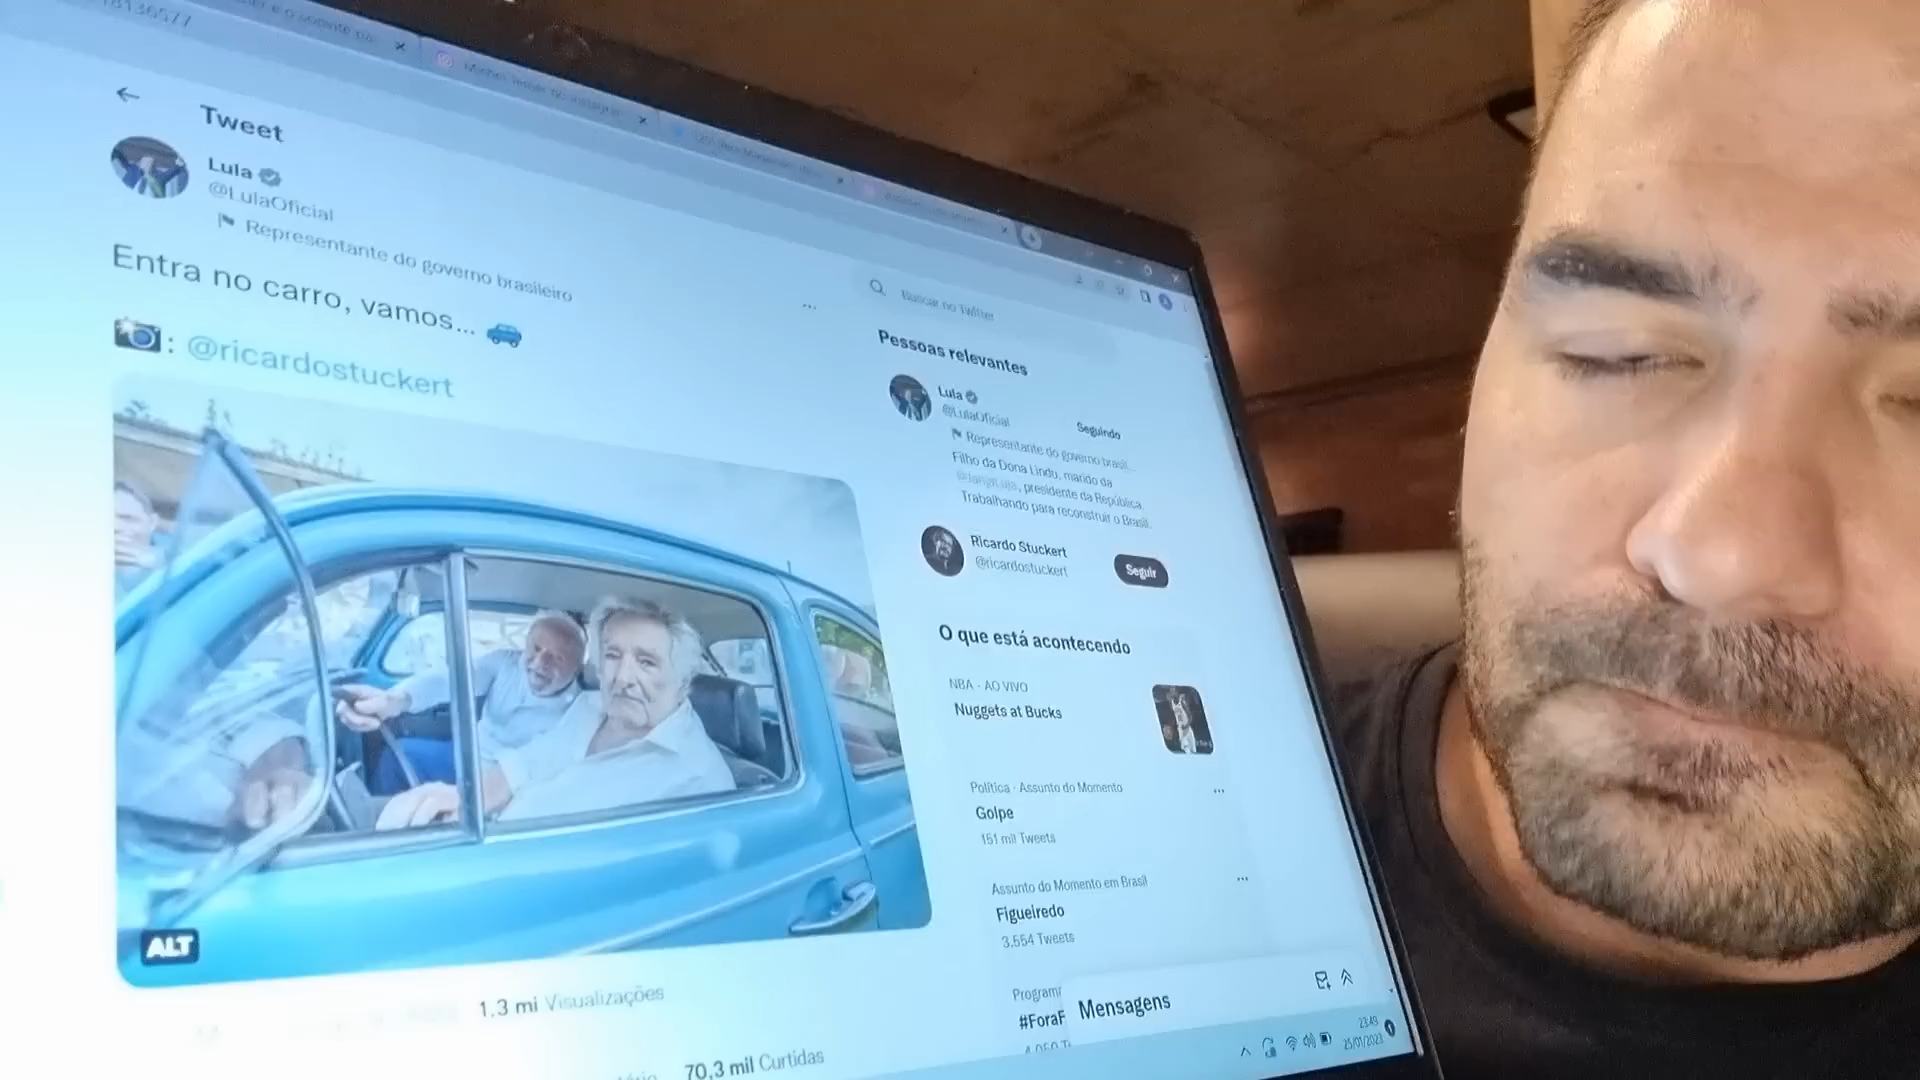 18136577
Tweet
Lula
@LulaOficial
Representante do governo brasileiro
Entra no carro, vamos...
: @ricardostuckert
ALT
1,3 mi Visualizações
70,3 mil Curtidas
Buscar no Twitter
Pessoas relevantes
Lula
@LulaOficial
Seguindo
Representante do governo brasil...
Filho da Dona Lindu, marido da
, presidente da República.
Trabalhando para reconstruir o Brasil.
Ricardo Stuckert
@ricardostuckert
Seguir
O que está acontecendo
NBA · AO VIVO
Nuggets at Bucks
Política · Assunto do Momento
Golpe
151 mil Tweets
Assunto do Momento em Brasil
Figueiredo
3.554 Tweets
#ForaF
Mensagens
23:49
25/01/2023